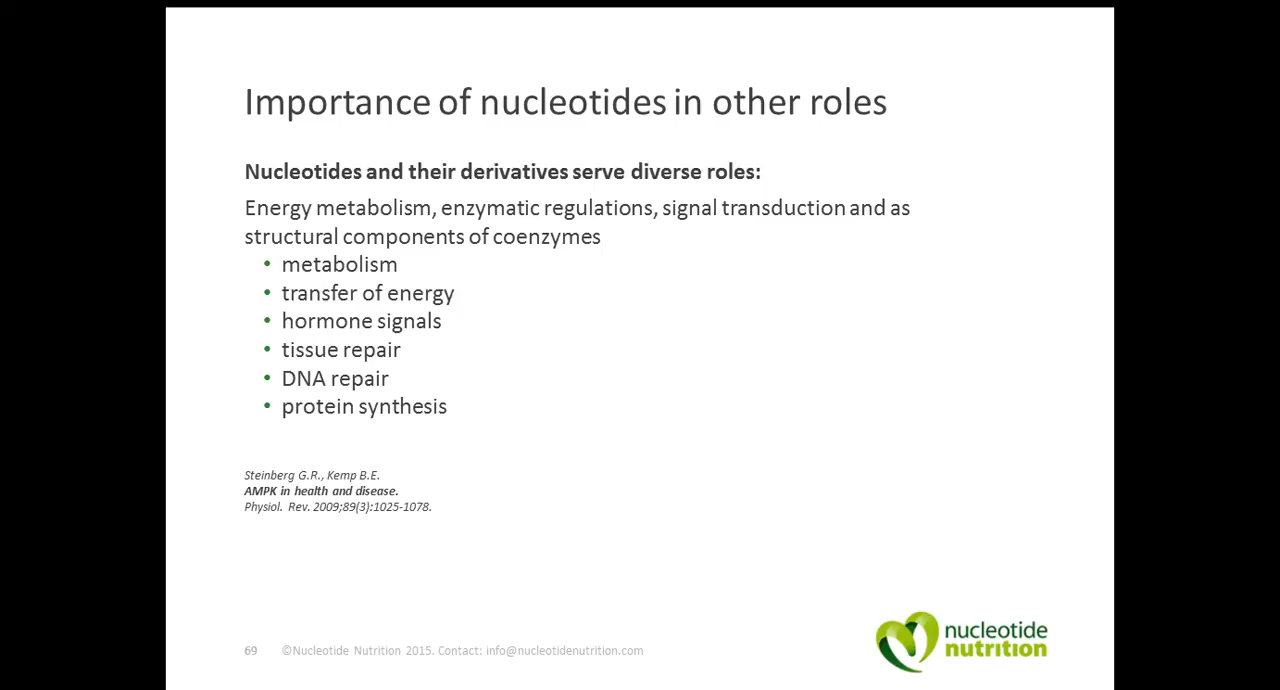 Importance of nucleotides in other roles
Nucleotides and their derivatives serve diverse roles:
Energy metabolism, enzymatic regulations, signal transduction and as
structural components of coenzymes
• metabolism
• transfer of energy
• hormone signals
• tissue repair
• DNA repair
• protein synthesis
Steinberg G.R., Kemp B.E.
AMPK in health and disease.
Physiol. Rev. 2009;89(3):1025-1078.
69 ©Nucleotide Nutrition 2015. Contact: info@nucleotidenutrition.com
nucleotide
nutrition